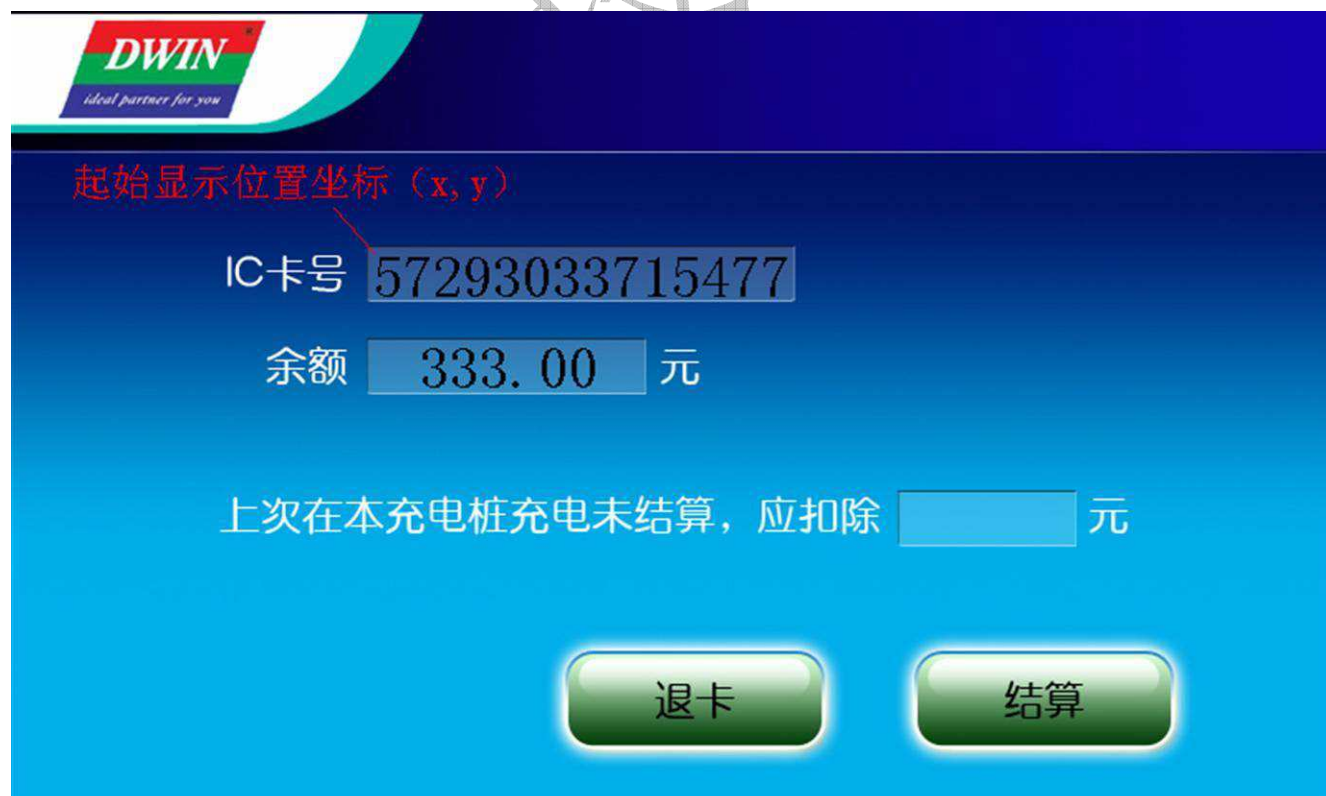 DWIN
®
ideal partner for you
起始显示位置坐标（x,y）
IC卡号 57293033715477
余额 333.00 元
上次在本充电桩充电未结算，应扣除 元
退卡 结算